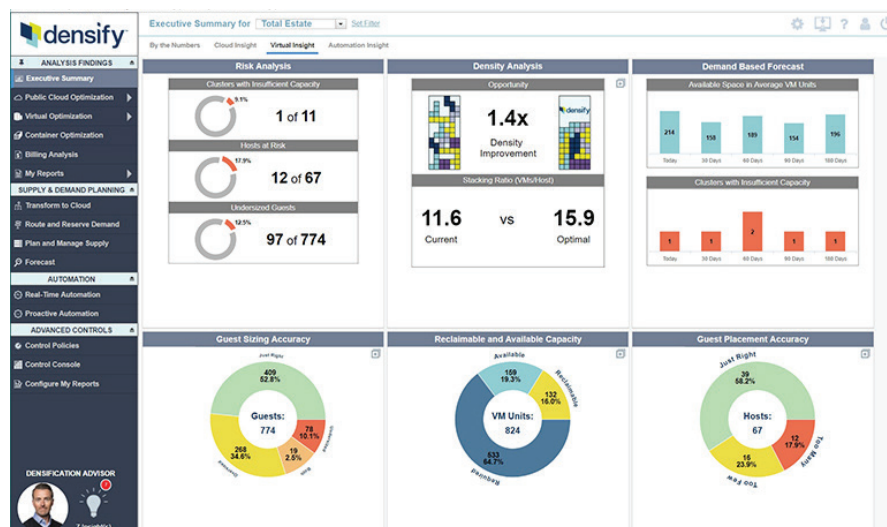 densify
Executive Summary for Total Estate Set Filter
By the Numbers Cloud Insight Virtual Insight Automation Insight
ANALYSIS FINDINGS
Executive Summary
Public Cloud Optimization
Virtual Optimization
Container Optimization
Billing Analysis
My Reports
SUPPLY & DEMAND PLANNING
Transform to Cloud
Route and Reserve Demand
Plan and Manage Supply
Forecast
AUTOMATION
Real-Time Automation
Proactive Automation
ADVANCED CONTROLS
Control Policies
Control Console
Configure My Reports
DENSIFICATION ADVISOR
7
7 Insight(s)
Risk Analysis
Clusters with Insufficient Capacity
9.1%
1 of 11
Hosts at Risk
17.9%
12 of 67
Undersized Guests
12.5%
97 of 774
Density Analysis
Opportunity
densify
1.4x
Density
Improvement
Stacking Ratio (VMs/Host)
11.6 vs 15.9
Current Optimal
Demand Based Forecast
Available Space in Average VM Units
214 158 189 154 196
Today 30 Days 60 Days 90 Days 180 Days
Clusters with Insufficient Capacity
1 1 2 1 1
Today 30 Days 60 Days 90 Days 180 Days
Guest Sizing Accuracy
Just Right
409
52.8%
Guests:
774
78
10.1%
Undersized
19
2.5%
268
34.6%
Oversized
Reclaimable and Available Capacity
Available
159
19.3%
Reclaimable
132
16.0%
VM Units:
824
533
64.7%
Required
Guest Placement Accuracy
Just Right
39
58.2%
Hosts:
67
12
17.9%
Too Many
16
23.9%
Too Few